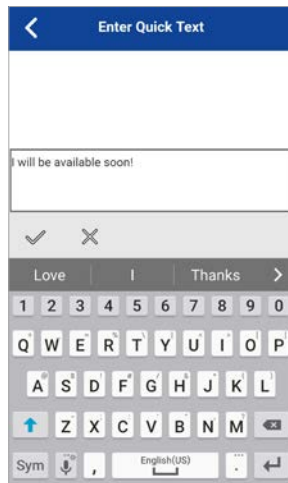 Enter Quick Text
I will be available soon!
Love I Thanks
1 2 3 4 5 6 7 8 9 0
Q W E R T Y U I O P
A S D F G H J K L
Z X C V B N M
Sym , English(US) .